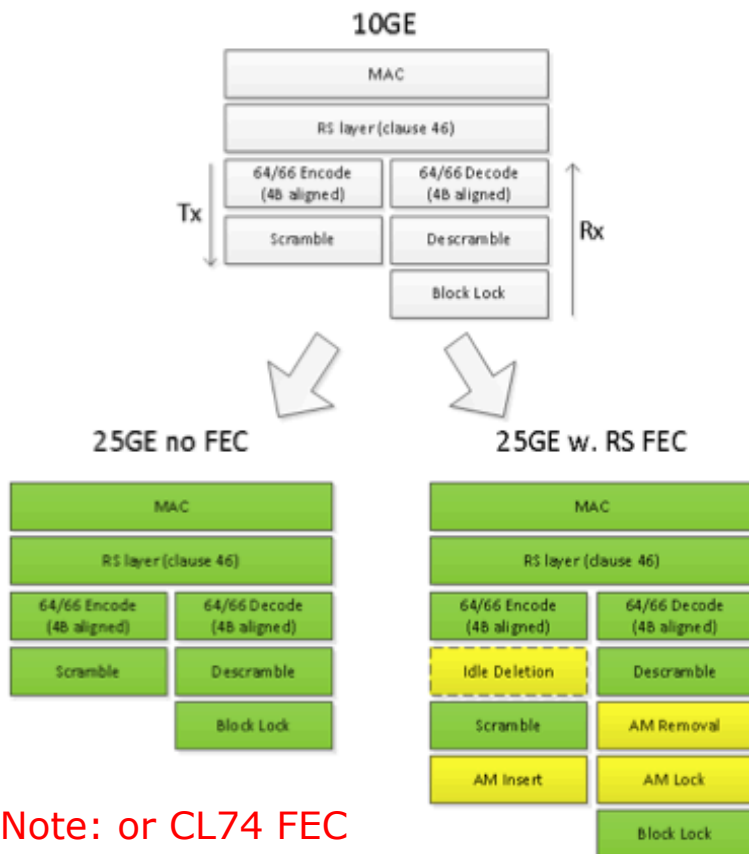 10GE
MAC
RS layer (clause 46)
64/66 Encode
(4B aligned)
64/66 Decode
(4B aligned)
Tx
Scramble
Descramble
Rx
Block Lock
25GE no FEC
25GE w. RS FEC
MAC
RS layer (clause 46)
64/66 Encode
(4B aligned)
64/66 Decode
(4B aligned)
Scramble
Descramble
Block Lock
MAC
RS layer (clause 46)
64/66 Encode
(4B aligned)
64/66 Decode
(4B aligned)
Idle Deletion
Descramble
Scramble
AM Removal
AM Insert
AM Lock
Block Lock
Note: or CL74 FEC